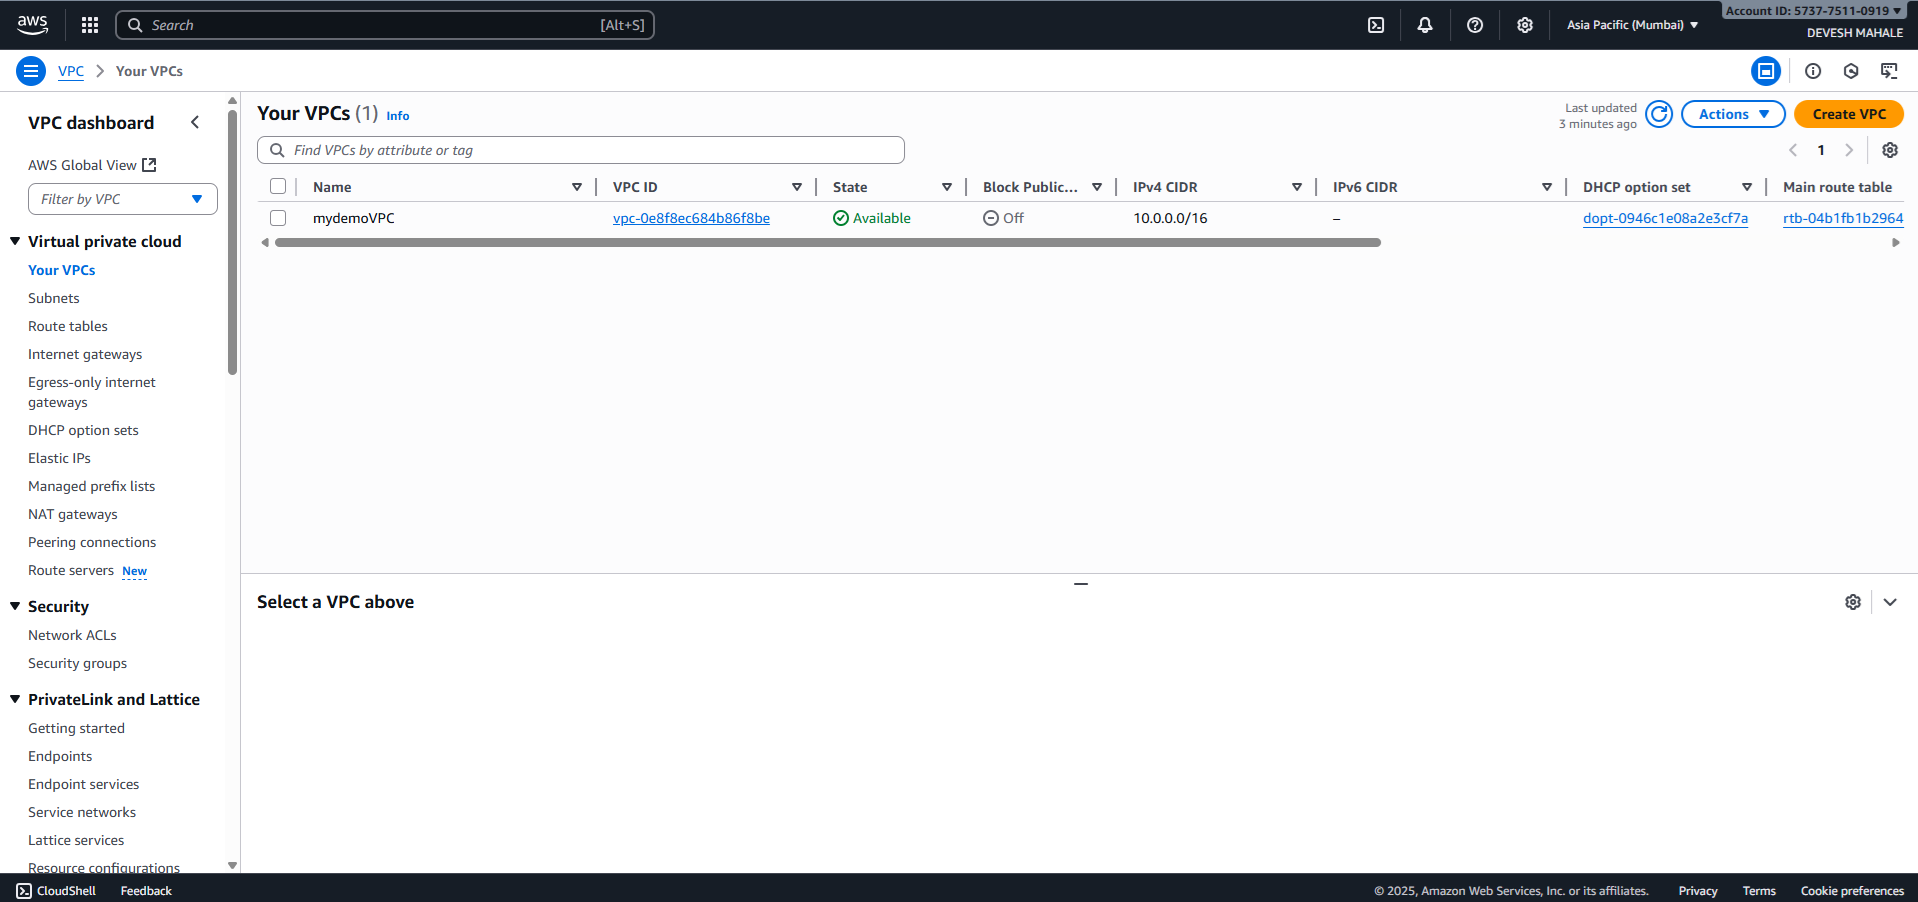 aws
Search [Alt+S]
Asia Pacific (Mumbai)
Account ID: 5737-7511-0919
DEVESH MAHALE
VPC > Your VPCs
VPC dashboard
AWS Global View
Filter by VPC
Virtual private cloud
Your VPCs
Subnets
Route tables
Internet gateways
Egress-only internet
gateways
DHCP option sets
Elastic IPs
Managed prefix lists
NAT gateways
Peering connections
Route servers New
Security
Network ACLs
Security groups
PrivateLink and Lattice
Getting started
Endpoints
Endpoint services
Service networks
Lattice services
Resource configurations
Your VPCs (1) Info
Last updated
3 minutes ago
Actions
Create VPC
Find VPCs by attribute or tag
1
Name VPC ID State Block Public... IPv4 CIDR IPv6 CIDR DHCP option set Main route table
mydemoVPC vpc-0e8f8ec684b86f8be Available Off 10.0.0.0/16 – dopt-0946c1e08a2e3cf7a rtb-04b1fb1b2964
Select a VPC above
CloudShell Feedback © 2025, Amazon Web Services, Inc. or its affiliates. Privacy Terms Cookie preferences